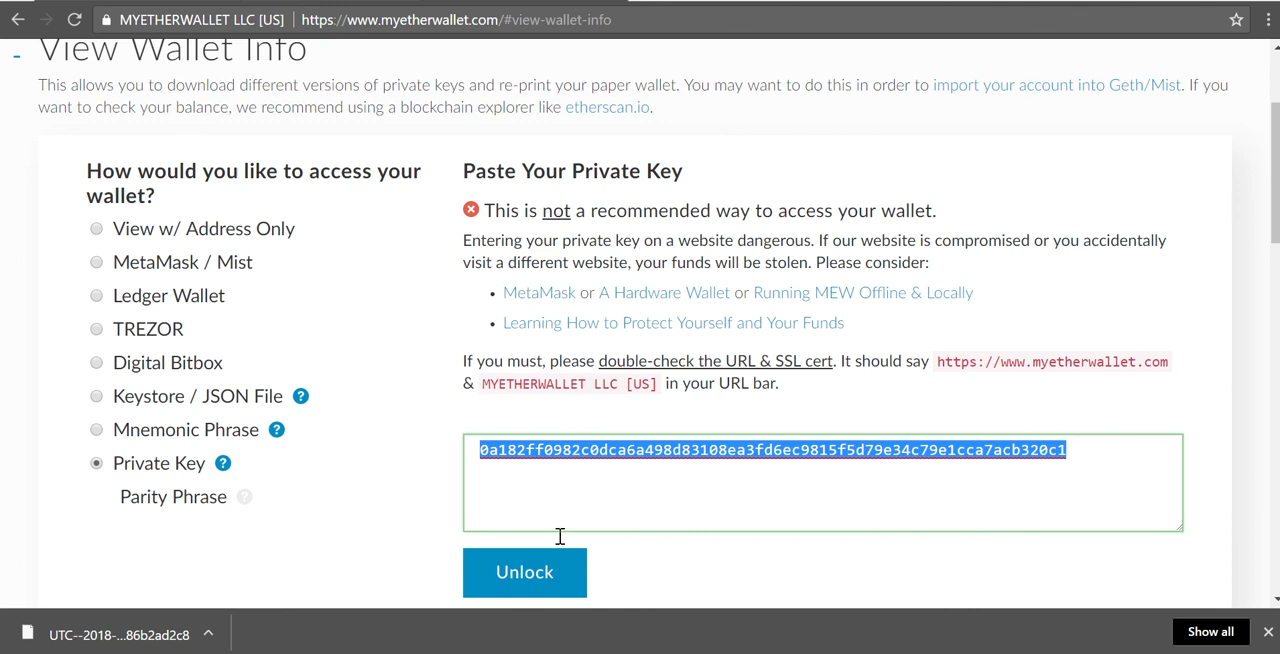 MYETHERWALLET LLC [US] https://www.myetherwallet.com/#view-wallet-info
View Wallet Info
This allows you to download different versions of private keys and re-print your paper wallet. You may want to do this in order to import your account into Geth/Mist. If you
want to check your balance, we recommend using a blockchain explorer like etherscan.io.
How would you like to access your
wallet?
View w/ Address Only
MetaMask / Mist
Ledger Wallet
TREZOR
Digital Bitbox
Keystore / JSON File ?
Mnemonic Phrase ?
Private Key ?
Parity Phrase ?
Paste Your Private Key
This is not a recommended way to access your wallet.
Entering your private key on a website dangerous. If our website is compromised or you accidentally
visit a different website, your funds will be stolen. Please consider:
• MetaMask or A Hardware Wallet or Running MEW Offline & Locally
• Learning How to Protect Yourself and Your Funds
If you must, please double-check the URL & SSL cert. It should say https://www.myetherwallet.com
& MYETHERWALLET LLC [US] in your URL bar.
0a182ff0982c0dca6a498d83108ea3fd6ec9815f5d79e34c79e1cca7acb320c1
Unlock
UTC--2018-...86b2ad2c8
Show all